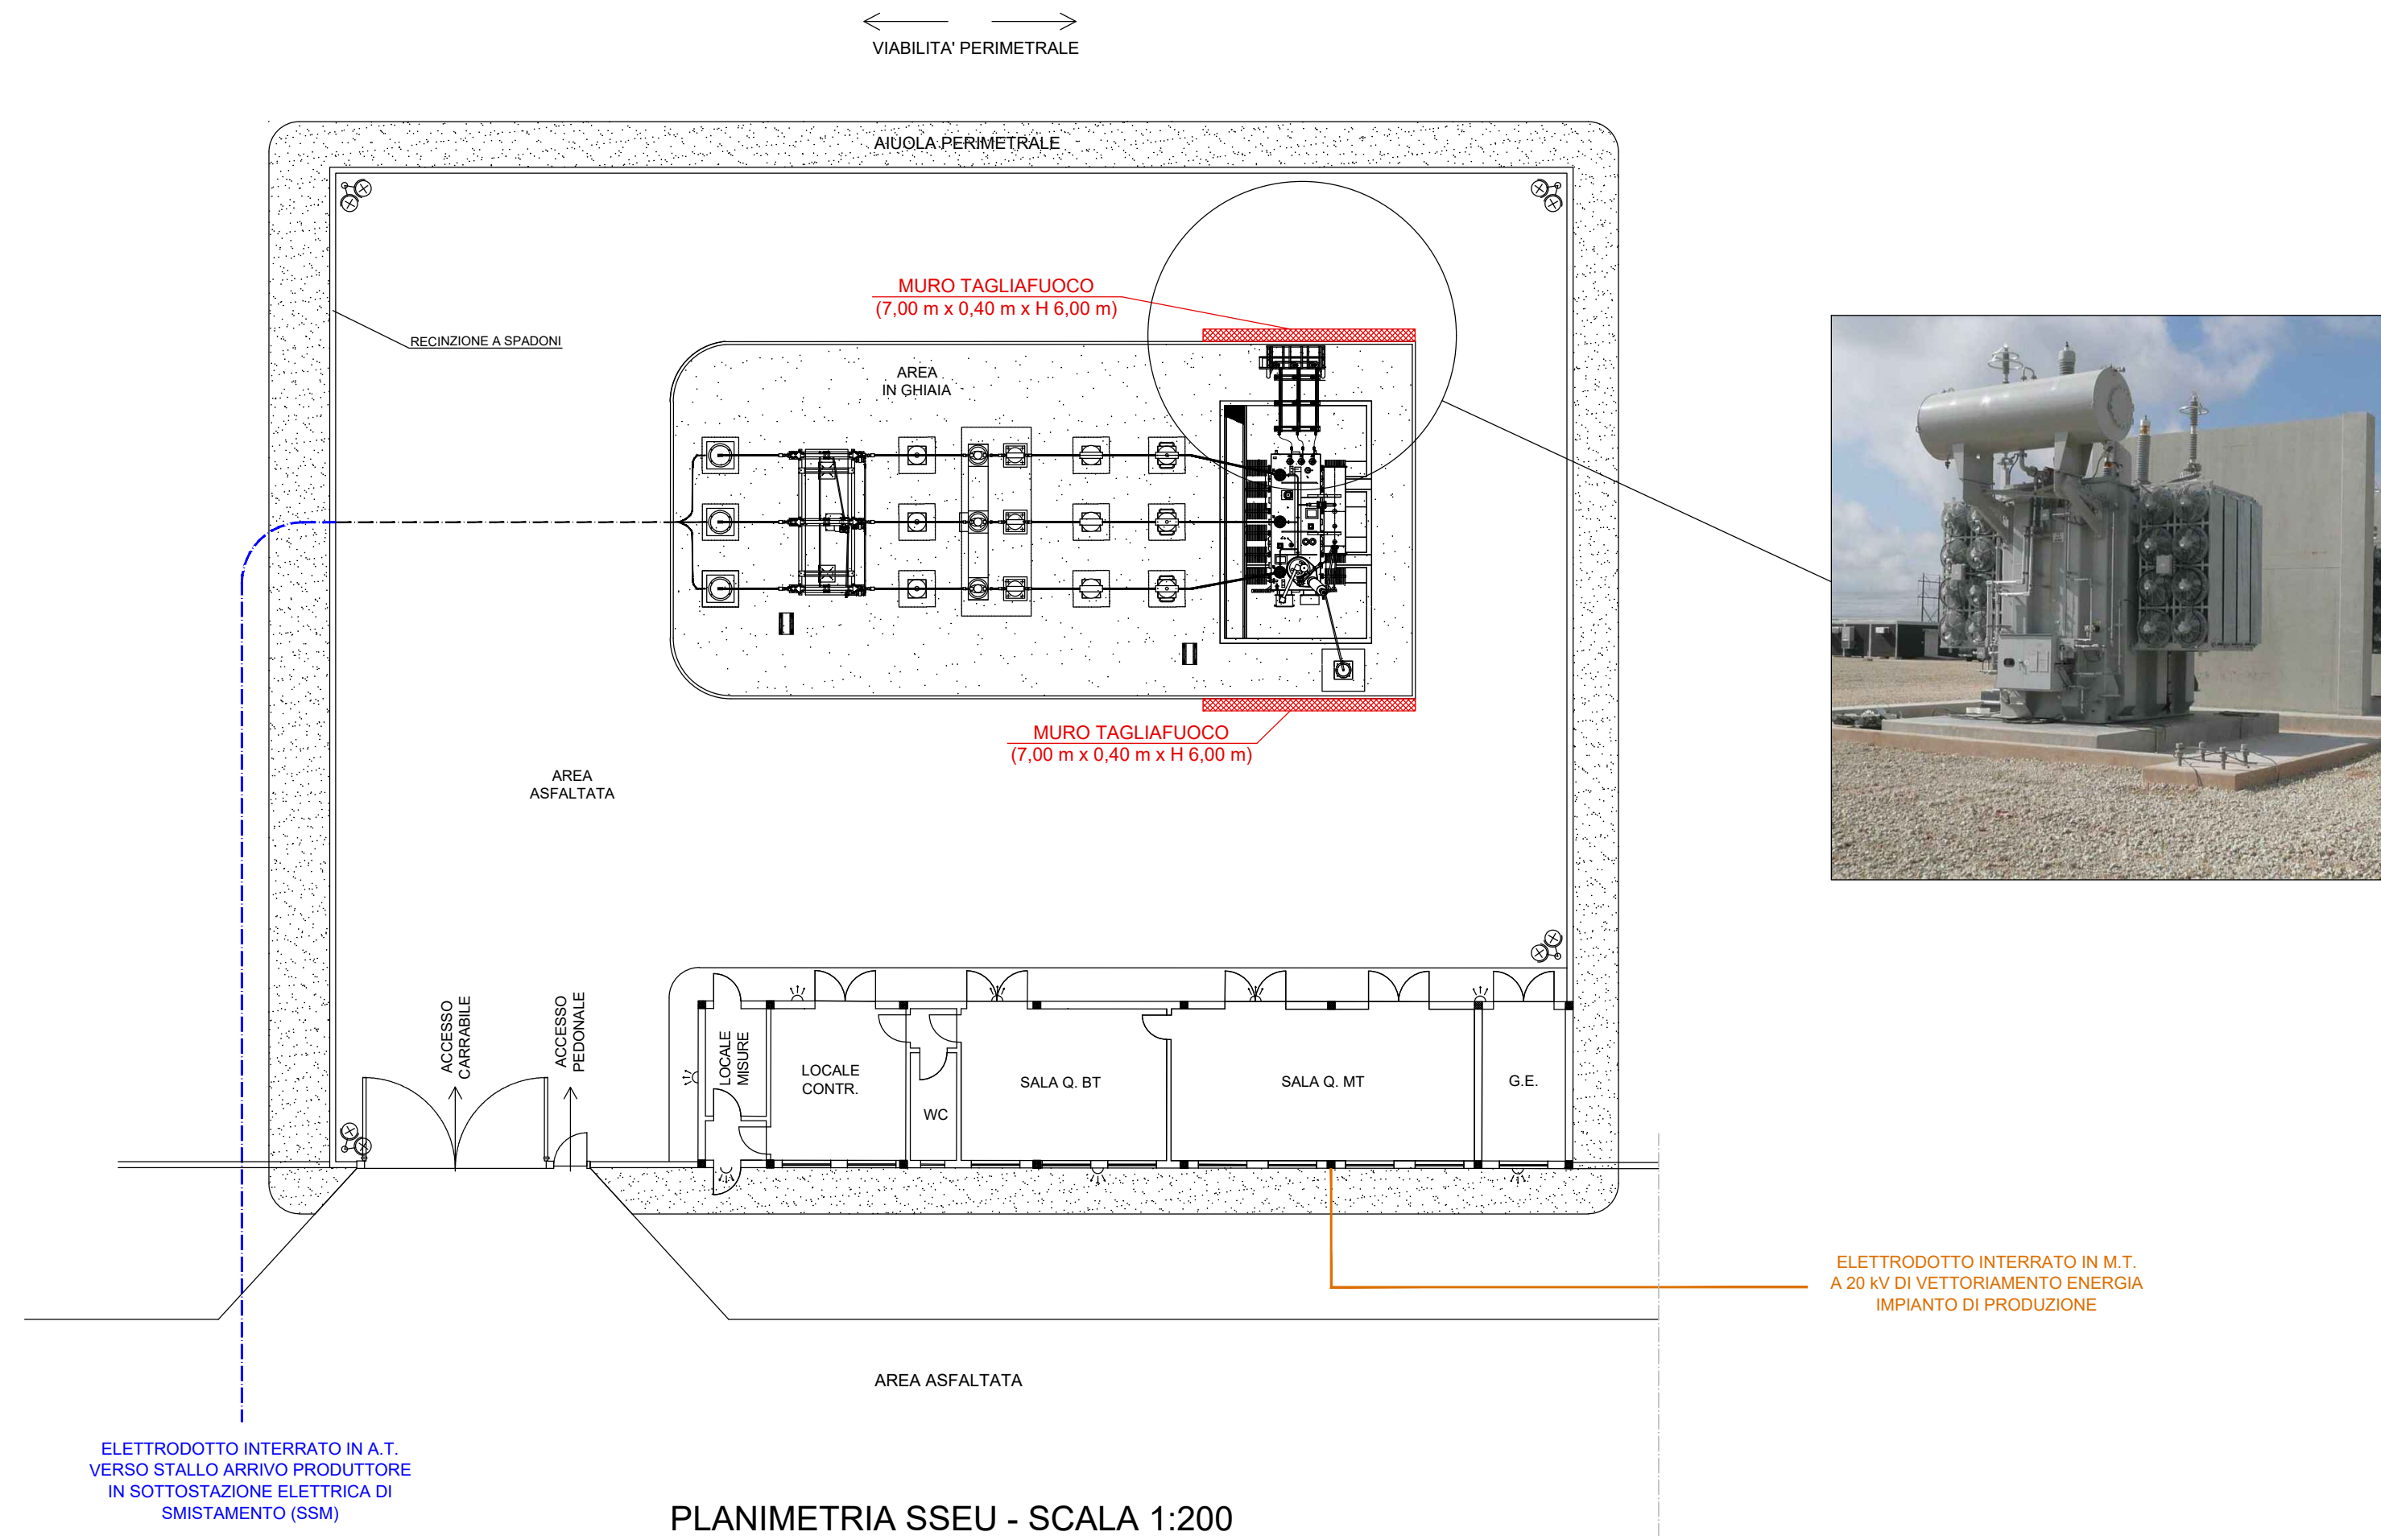 VIABILITA' PERIMETRALE
AIUOLA PERIMETRALE
MURO TAGLIAFUOCO
(7,00 m x 0,40 m x H 6,00 m)
RECINZIONE A SPADONI
AREA
IN GHIAIA
MURO TAGLIAFUOCO
(7,00 m x 0,40 m x H 6,00 m)
AREA
ASFALTATA
ACCESSO
CARRABILE
ACCESSO
PEDONALE
LOCALE
MISURE
LOCALE
CONTR.
WC
SALA Q. BT
SALA Q. MT
G.E.
ELETTRODOTTO INTERRATO IN M.T.
A 20 kV DI VETTORIAMENTO ENERGIA
IMPIANTO DI PRODUZIONE
AREA ASFALTATA
ELETTRODOTTO INTERRATO IN A.T.
VERSO STALLO ARRIVO PRODUTTORE
IN SOTTOSTAZIONE ELETTRICA DI
SMISTAMENTO (SSM)
PLANIMETRIA SSEU - SCALA 1:200